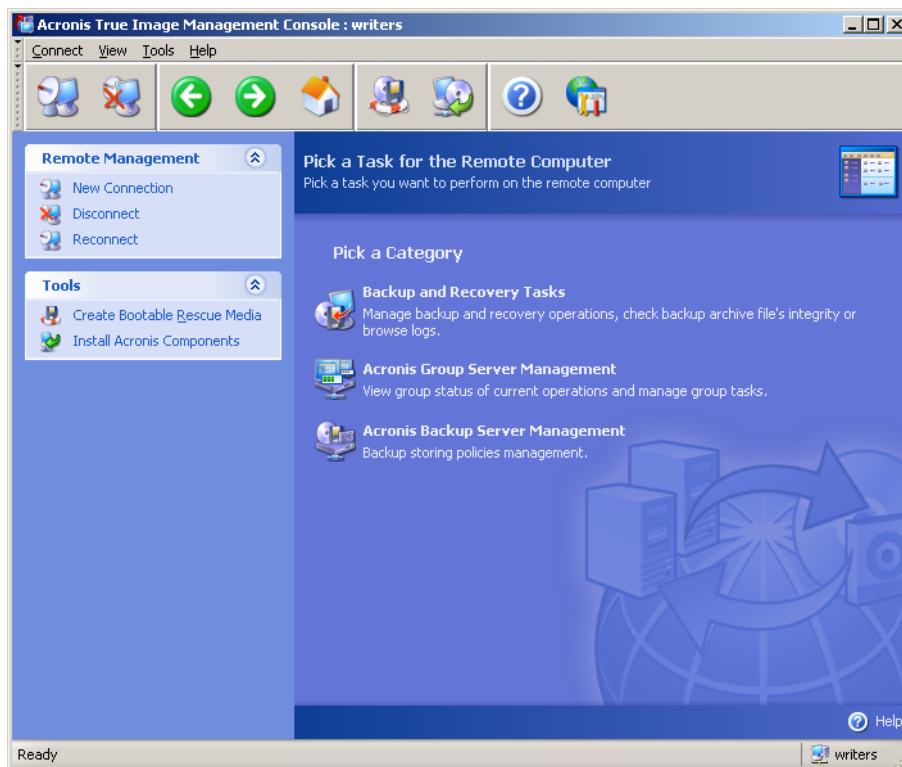 Acronis True Image Management Console : writers
Connect View Tools Help
Remote Management
New Connection
Disconnect
Reconnect
Tools
Create Bootable Rescue Media
Install Acronis Components
Pick a Task for the Remote Computer
Pick a task you want to perform on the remote computer
Pick a Category
Backup and Recovery Tasks
Manage backup and recovery operations, check backup archive file's integrity or
browse logs.
Acronis Group Server Management
View group status of current operations and manage group tasks.
Acronis Backup Server Management
Backup storing policies management.
Help
Ready
writers